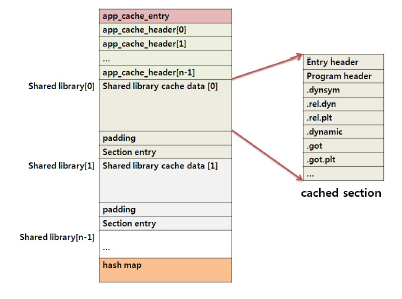 app_cache_entry
app_cache_header[0]
app_cache_header[1]
...
app_cache_header[n-1]
Shared library[0]
Shared library cache data [0]
padding
Section entry
Shared library[1]
Shared library cache data [1]
padding
Section entry
Shared library[n-1]
...
hash map
Entry header
Program header
.dynsym
.rel.dyn
.rel.plt
.dynamic
.got
.got.plt
...
cached section